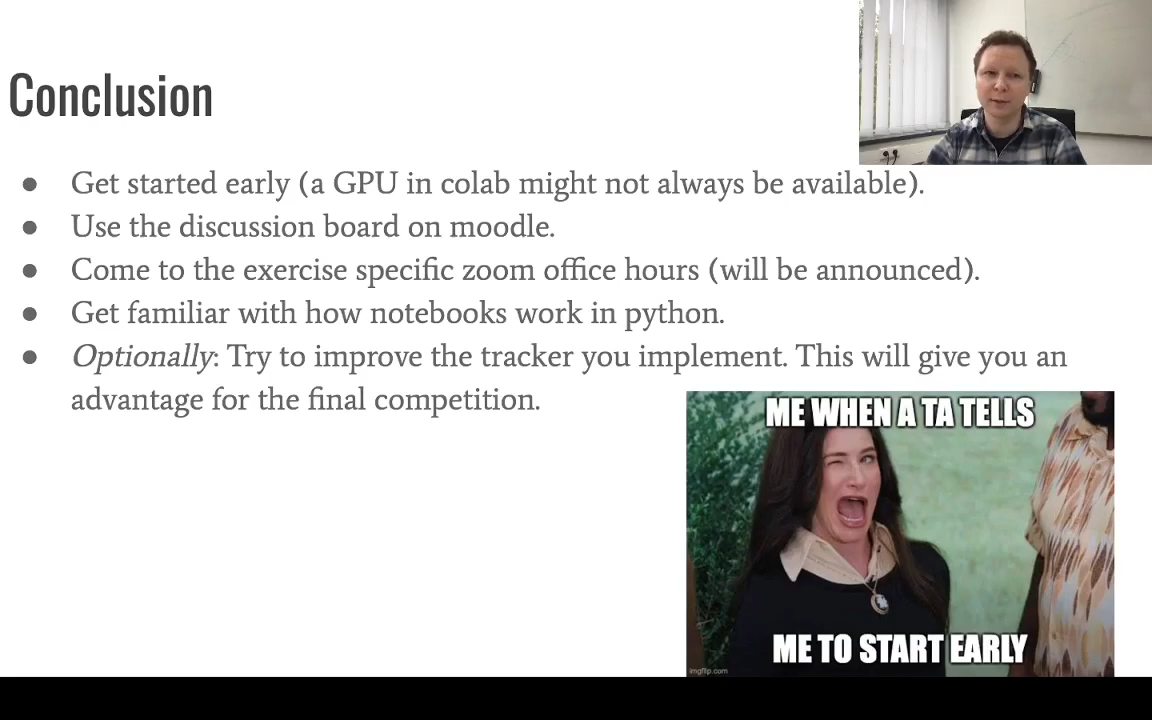 Conclusion
● Get started early (a GPU in colab might not always be available).
● Use the discussion board on moodle.
● Come to the exercise specific zoom office hours (will be announced).
● Get familiar with how notebooks work in python.
● Optionally: Try to improve the tracker you implement. This will give you an
advantage for the final competition.
ME WHEN A TA TELLS
ME TO START EARLY
imgflip.com